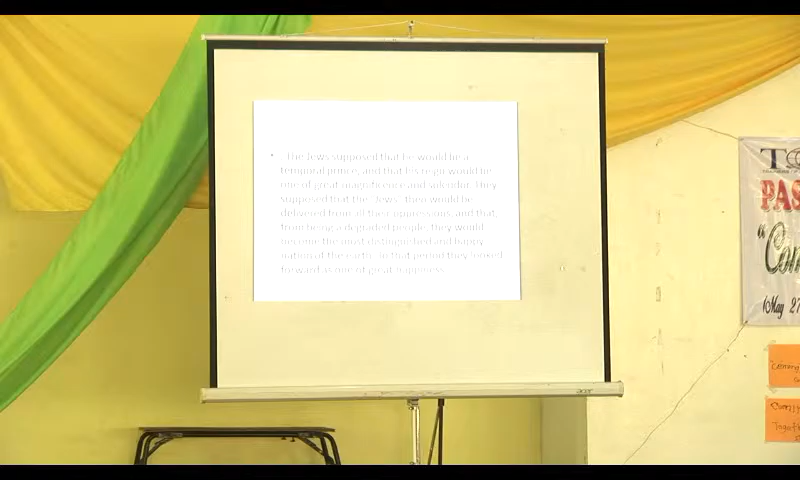 The Jews supposed that he would be a
temporal prince, and that his reign would be
one of great magnificence and splendor. They
supposed that the "Jews" then would be
delivered from all their oppressions, and that,
from being a degraded people, they would
become the most distinguished and happy
nation of the earth. To that period they looked
forward as one of great happiness.
PAS
"Con
(May 27